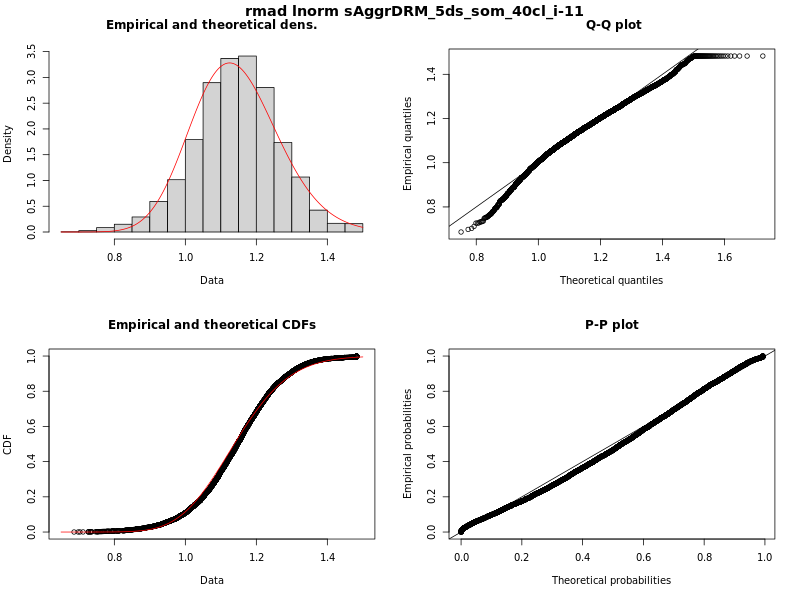 rmad lnorm sAggrDRM_5ds_som_40cl_i-11
Empirical and theoretical dens.
Density
0.0 0.5 1.0 1.5 2.0 2.5 3.0 3.5
0.8 1.0 1.2 1.4
Data
Q-Q plot
Empirical quantiles
0.8 1.0 1.2 1.4
0.8 1.0 1.2 1.4 1.6
Theoretical quantiles
Empirical and theoretical CDFs
CDF
0.0 0.2 0.4 0.6 0.8 1.0
0.8 1.0 1.2 1.4
Data
P-P plot
Empirical probabilities
0.0 0.2 0.4 0.6 0.8 1.0
0.0 0.2 0.4 0.6 0.8 1.0
Theoretical probabilities